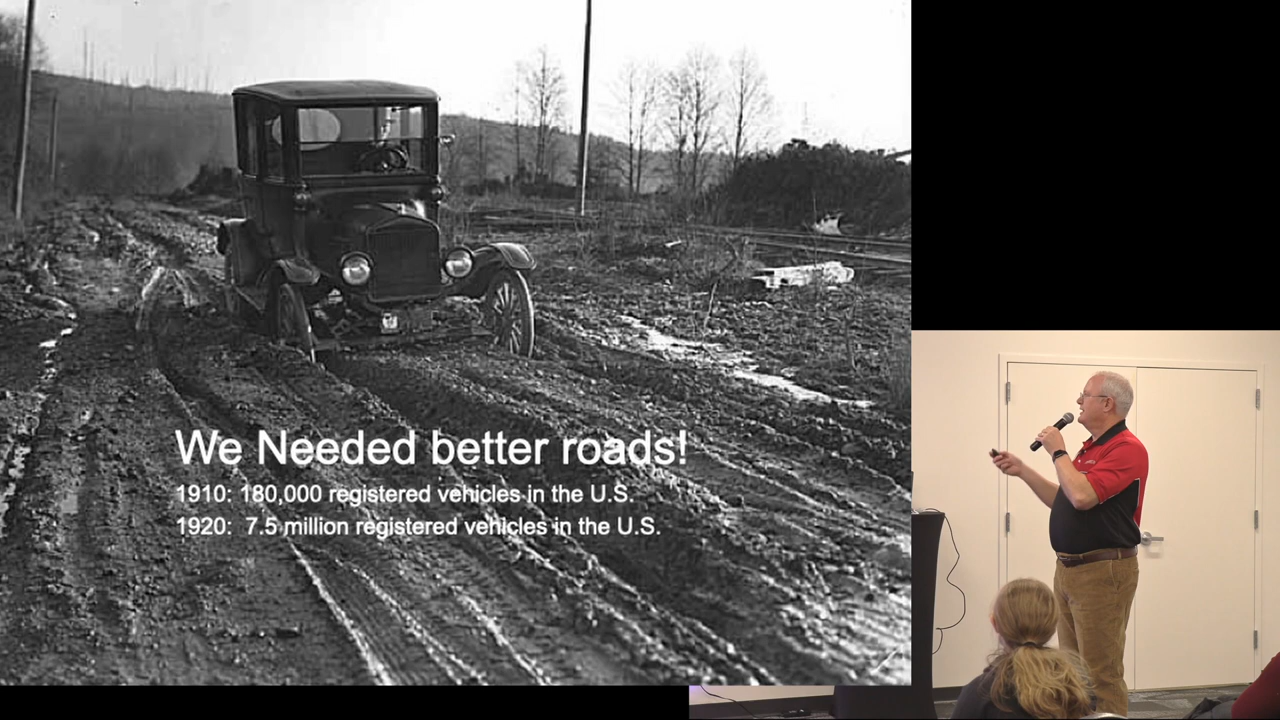 We Needed better roads!
1910: 180,000 registered vehicles in the U.S.
1920: 7.5 million registered vehicles in the U.S.